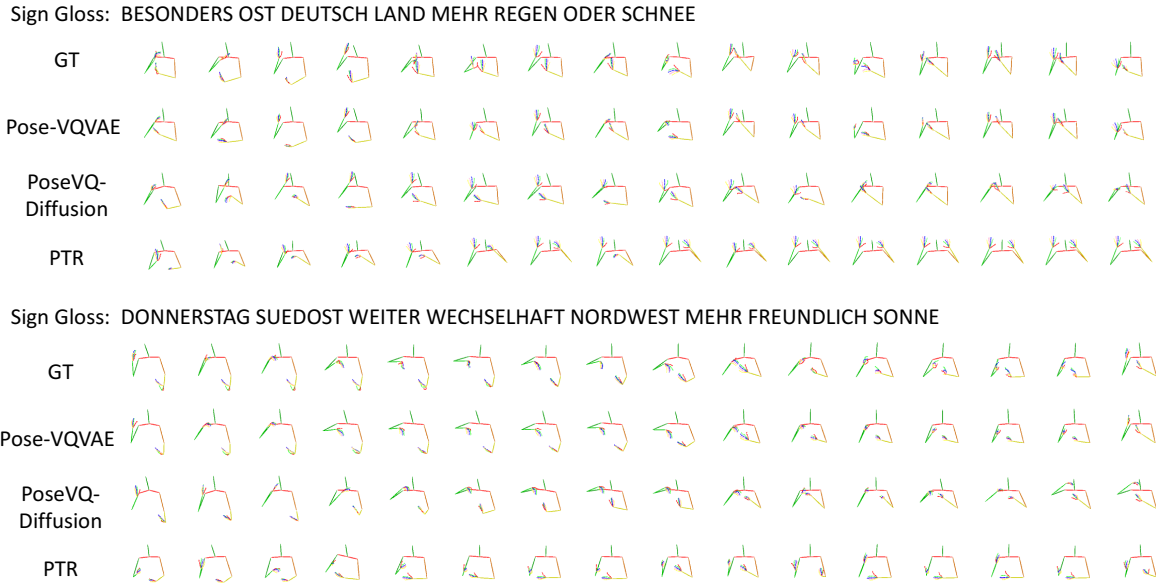 Sign Gloss: BESONDERS OST DEUTSCH LAND MEHR REGEN ODER SCHNEE
GT
Pose-VQVAE
PoseVQ-
Diffusion
PTR
Sign Gloss: DONNERSTAG SUEDOST WEITER WECHSELHAFT NORDWEST MEHR FREUNDLICH SONNE
GT
Pose-VQVAE
PoseVQ-
Diffusion
PTR